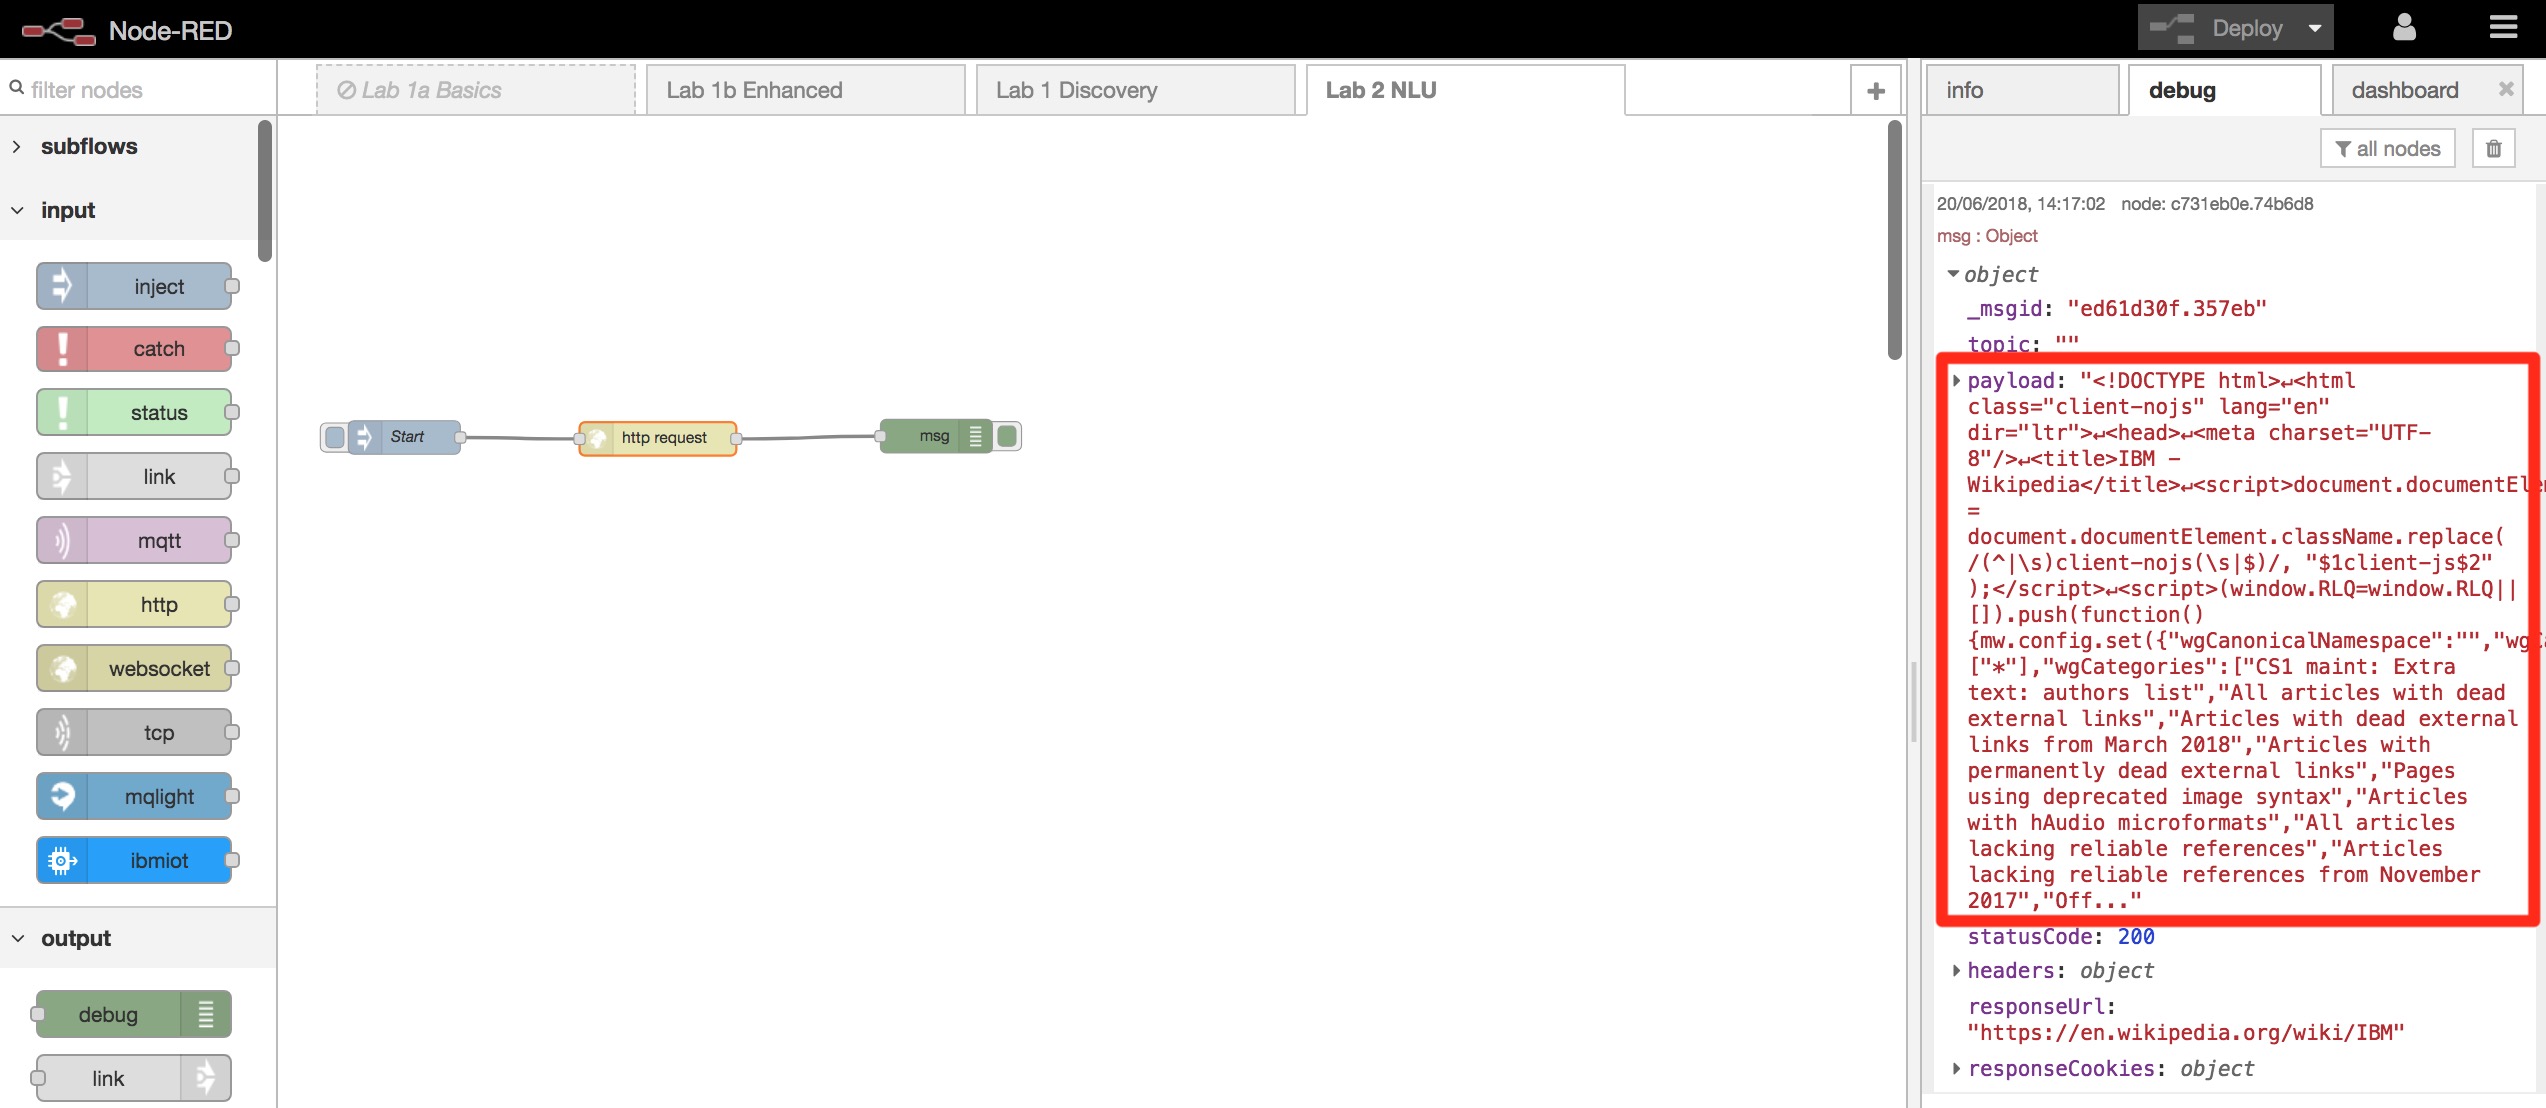 Node-RED
Deploy
filter nodes
Lab 1a Basics
Lab 1b Enhanced
Lab 1 Discovery
Lab 2 NLU
+
info
debug
dashboard
all nodes
subflows
input
inject
catch
status
link
mqtt
http
websocket
tcp
mqlight
ibmiot
output
debug
link
Start
http request
msg
20/06/2018, 14:17:02 node: c731eb0e.74b6d8
msg : Object
object
_msgid: "ed61d30f.357eb"
topic: ""
payload: "<!DOCTYPE html>↵<html
class="client-nojs" lang="en"
dir="ltr">↵<head>↵<meta charset="UTF-
8"/>↵<title>IBM -
Wikipedia</title>↵<script>document.documentEle
=
document.documentElement.className.replace(
/(^|\s)client-nojs(\s|$)/, "$1client-js$2"
);</script>↵<script>(window.RLQ=window.RLQ||
[]).push(function()
{mw.config.set({"wgCanonicalNamespace":"","wgCa
["*"],"wgCategories":["CS1 maint: Extra
text: authors list","All articles with dead
external links","Articles with dead external
links from March 2018","Articles with
permanently dead external links","Pages
using deprecated image syntax","Articles
with hAudio microformats","All articles
lacking reliable references","Articles
lacking reliable references from November
2017","Off..."
statusCode: 200
headers: object
responseUrl:
"https://en.wikipedia.org/wiki/IBM"
responseCookies: object